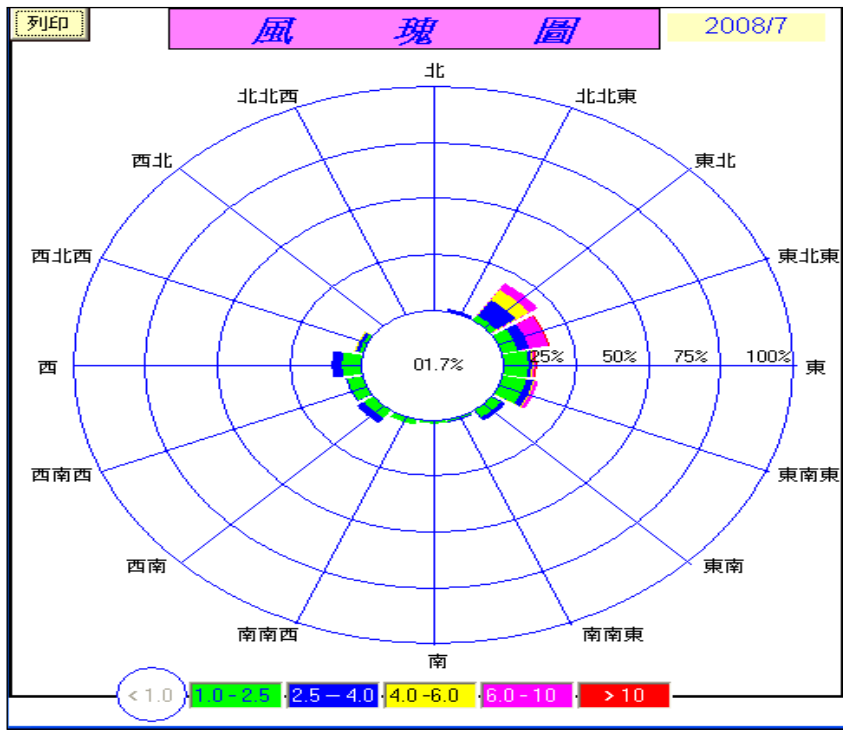 列印
風 瑰 圖
2008/7
北
北北西
北北東
西北
東北
西北西
東北東
01.7%
25%
50%
75%
100%
西
東
西南西
東南東
西南
東南
南南西
南南東
南
< 1.0
1.0 - 2.5
2.5 — 4.0
4.0 -6.0
6.0 - 10
> 10